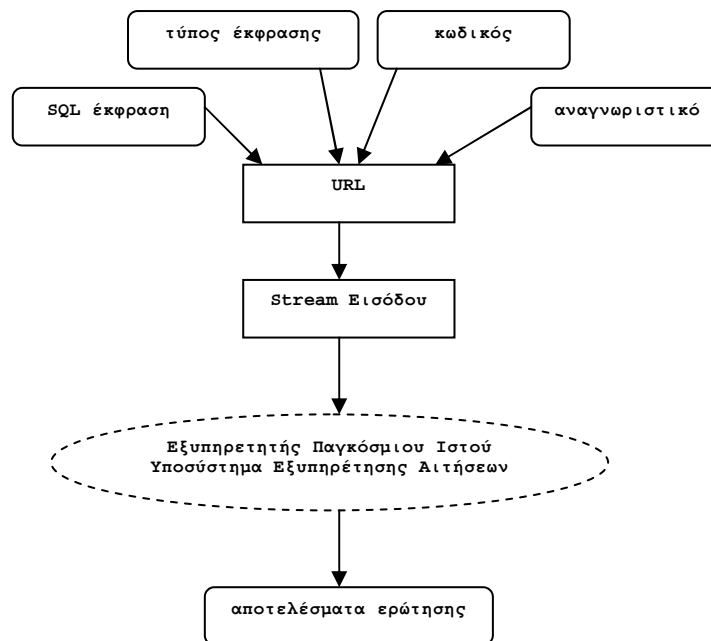 τύπος έκφρασης
κωδικός
SQL έκφραση
αναγνωριστικό
URL
Stream Εισόδου
Εξυπηρετητής Παγκόσμιου Ιστού
Υποσύστημα Εξυπηρέτησης Αιτήσεων
αποτελέσματα ερώτησης